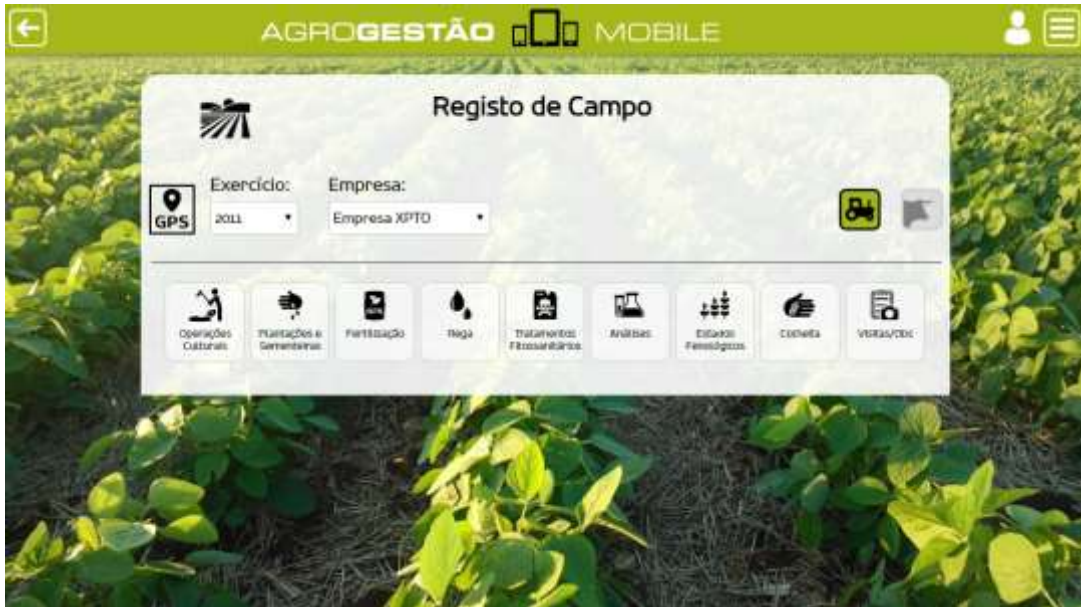 AGROGESTÃO MOBILE
Registo de Campo
Exercício: Empresa:
GPS 2011 Empresa XPTO
Operações Culturais
Plantações e Sementeiras
Fertilização
Rega
Tratamentos Fitossanitários
Análises
Estados Fenológicos
Colheita
Visitas/Obs